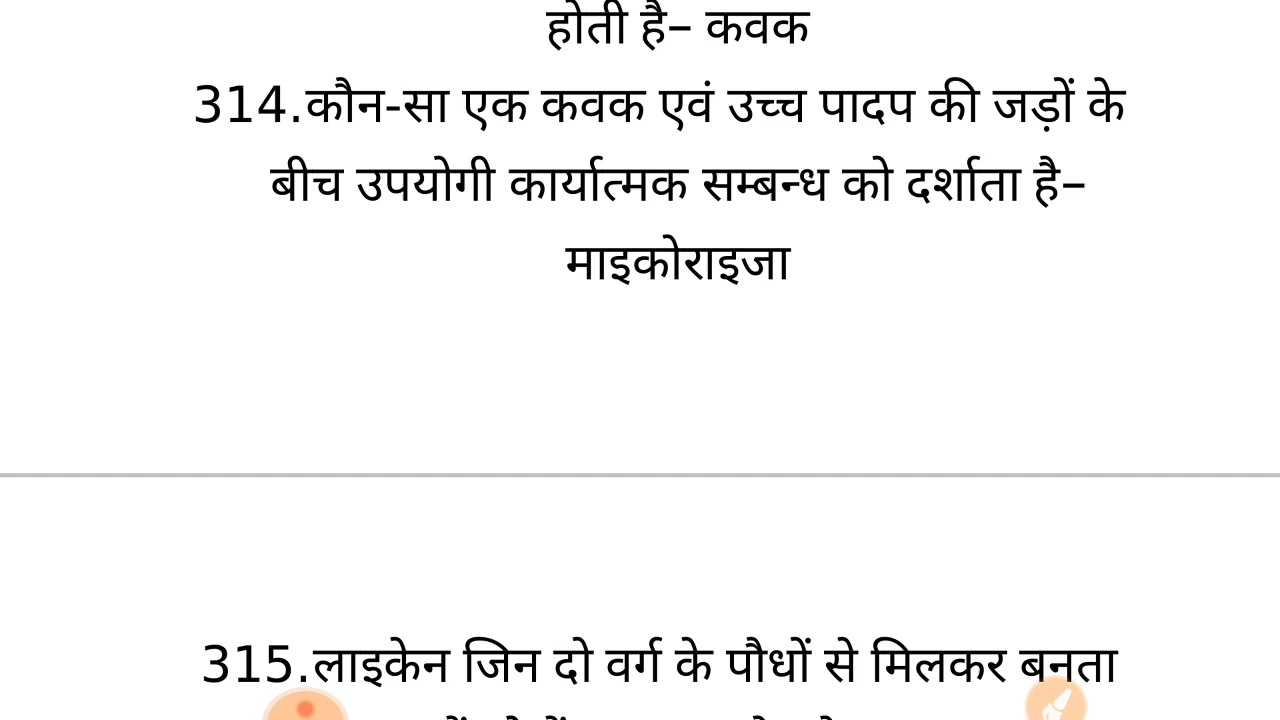 होती है– कवक
314.कौन-सा एक कवक एवं उच्च पादप की जड़ों के
बीच उपयोगी कार्यात्मक सम्बन्ध को दर्शाता है–
माइकोराइजा
315.लाइकेन जिन दो वर्ग के पौधों से मिलकर बनता